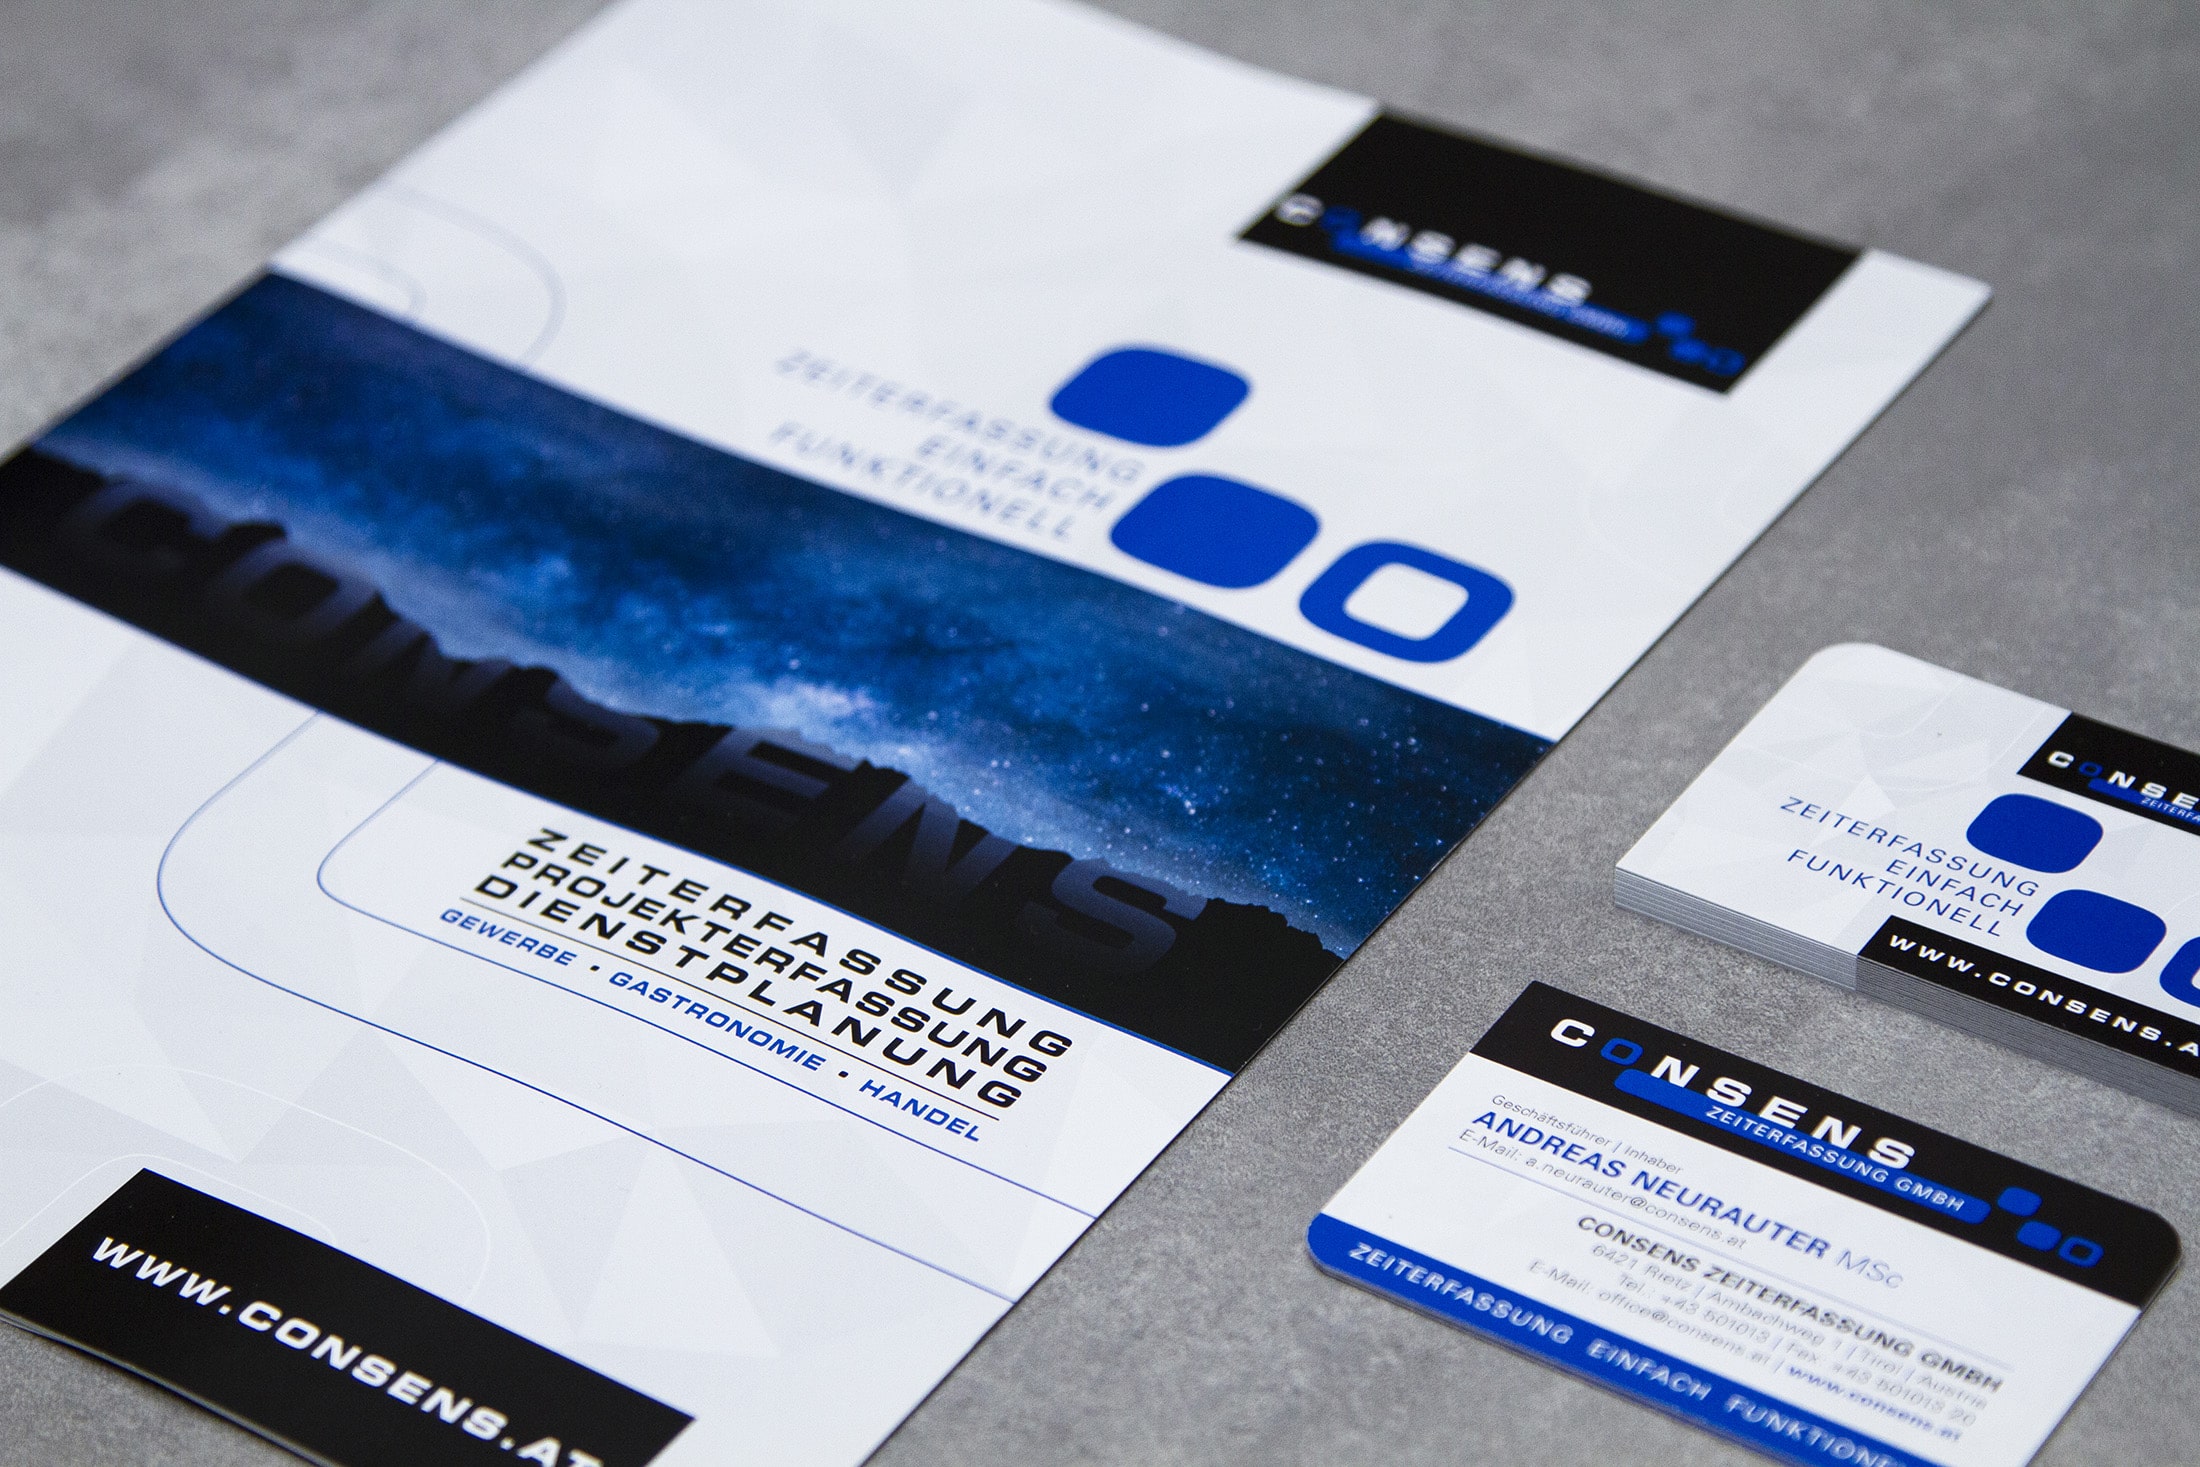 CONSENS
ZEITERFASSUNG
EINFACH
FUNKTIONELL
CONSENS
ZEITERFASSUNG
PROJEKTERFASSUNG
DIENSTPLANUNG
GEWERBE • GASTRONOMIE • HANDEL
WWW.CONSENS.AT
CONSE
ZEITERFA
ZEITERFASSUNG
EINFACH
FUNKTIONELL
WWW.CONSENS.A
CONSENS
ZEITERFASSUNG GMBH
Geschäftsführer | Inhaber
ANDREAS NEURAUTER MSc
E-Mail: a.neurauter@consens.at
CONSENS ZEITERFASSUNG GMBH
6421 Rietz | Ambachweg 1 | Tirol | Austria
Tel.: +43 501013 | Fax: +43 501013 20
E-Mail: office@consens.at | www.consens.at
ZEITERFASSUNG EINFACH FUNKTION